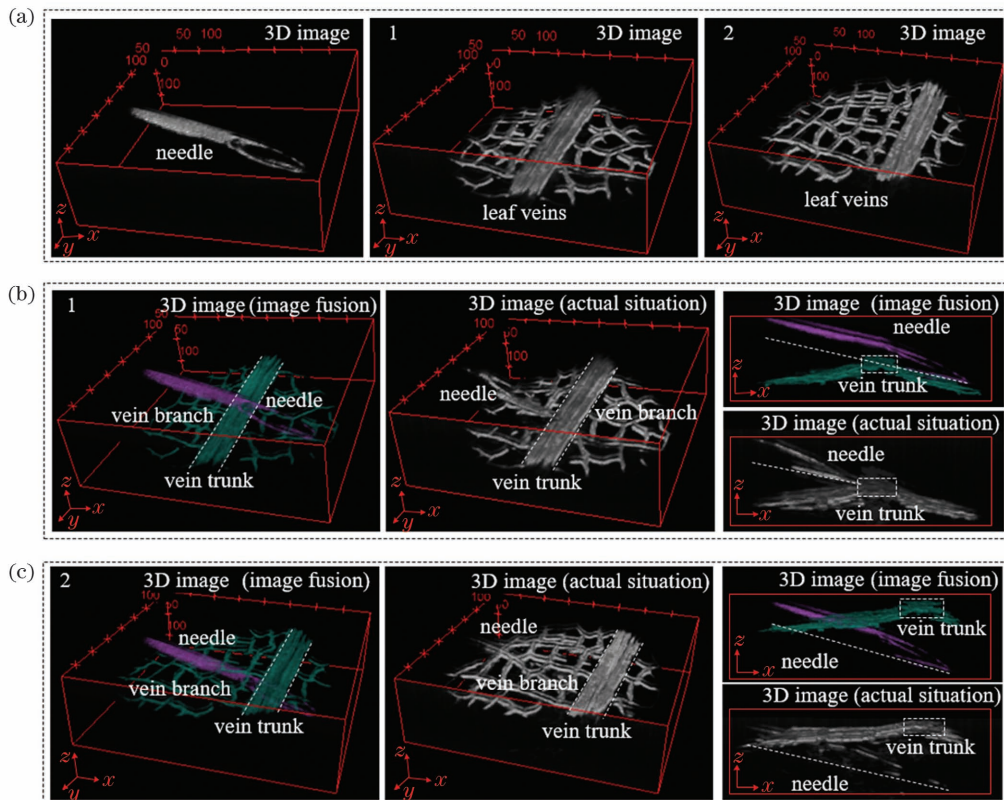 (a)
3D image
50
50 100
100
0
100
needle
z
y
x
1
3D image
50 100
50
100
0
100
leaf veins
z
y
x
2
3D image
50 100
100
0
100
leaf veins
z
y
x
(b)
1
3D image (image fusion)
50
100
50
100
vein branch
needle
vein trunk
z
y
x
3D image (actual situation)
50
100
0
100
needle
vein branch
vein trunk
z
y
x
3D image (image fusion)
needle
z
x
vein trunk
3D image (actual situation)
needle
z
x
vein trunk
(c)
2
3D image (image fusion)
100
0
100
needle
vein branch
vein trunk
z
y
x
3D image (actual situation)
100
0
100
needle
vein branch
vein trunk
z
y
x
3D image (image fusion)
vein trunk
z
x
needle
3D image (actual situation)
vein trunk
z
x
needle